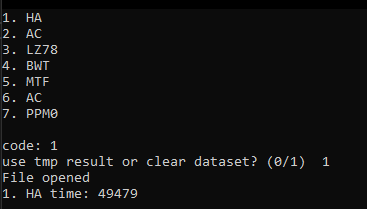 1. HA
2. AC
3. LZ78
4. BWT
5. MTF
6. AC
7. PPM0
code: 1
use tmp result or clear dataset? (0/1)  1
File opened
1. HA time: 49479